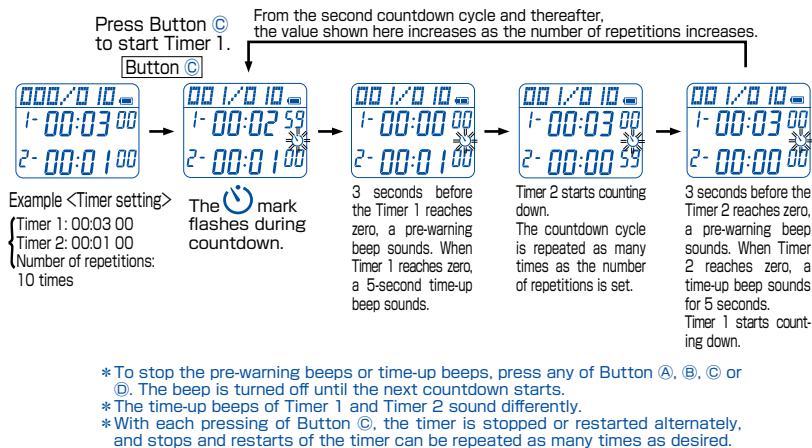 Press Button Ⓒ
to start Timer 1.
Button Ⓒ
From the second countdown cycle and thereafter,
the value shown here increases as the number of repetitions increases.
000/010
1- 00:03 00
2- 00:01 00
001/010
1- 00:02 59
2- 00:01 00
001/010
1- 00:00 00
2- 00:01 00
001/010
1- 00:03 00
2- 00:00 59
001/010
1- 00:03 00
2- 00:00 00
Example <Timer setting>
Timer 1: 00:03 00
Timer 2: 00:01 00
Number of repetitions:
10 times
The mark
flashes during
countdown.
3 seconds before
the Timer 1 reaches
zero, a pre-warning
beep sounds. When
Timer 1 reaches zero,
a 5-second time-up
beep sounds.
Timer 2 starts counting
down.
The countdown cycle
is repeated as many
times as the number
of repetitions is set.
3 seconds before the
Timer 2 reaches zero,
a pre-warning beep
sounds. When Timer
2 reaches zero, a
time-up beep sounds
for 5 seconds.
Timer 1 starts count-
ing down.
*To stop the pre-warning beeps or time-up beeps, press any of Button Ⓐ, Ⓑ, Ⓒ or
Ⓓ. The beep is turned off until the next countdown starts.
*The time-up beeps of Timer 1 and Timer 2 sound differently.
*With each pressing of Button Ⓒ, the timer is stopped or restarted alternately,
and stops and restarts of the timer can be repeated as many times as desired.